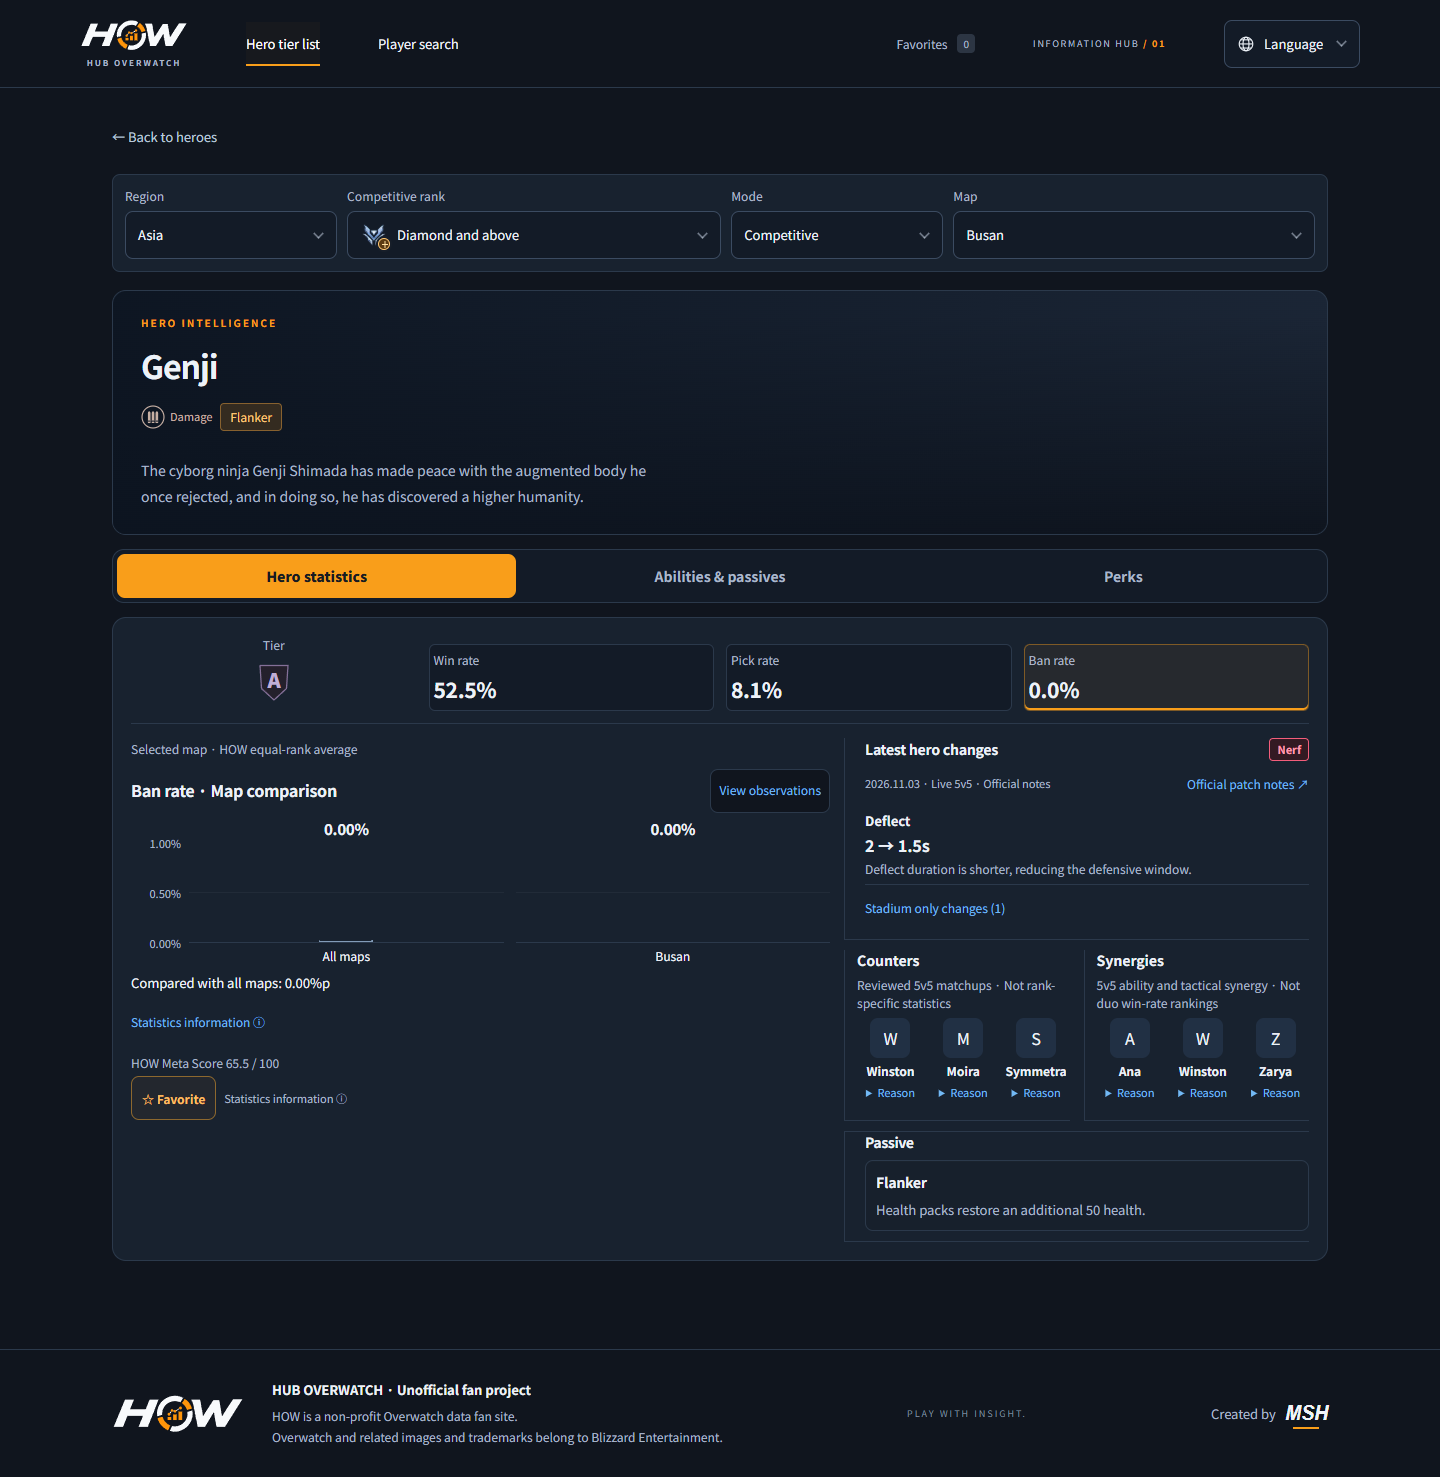 HOW
HUB OVERWATCH
Hero tier list
Player search
Favorites 0
INFORMATION HUB / 01
Language
← Back to heroes
Region
Competitive rank
Mode
Map
Asia
Diamond and above
Competitive
Busan
HERO INTELLIGENCE
Genji
Damage
Flanker
The cyborg ninja Genji Shimada has made peace with the augmented body he
once rejected, and in doing so, he has discovered a higher humanity.
Hero statistics
Abilities & passives
Perks
Tier
A
Win rate
52.5%
Pick rate
8.1%
Ban rate
0.0%
Selected map · HOW equal-rank average
Ban rate · Map comparison
View observations
0.00%
0.00%
1.00%
0.50%
0.00%
All maps
Busan
Compared with all maps: 0.00%p
Statistics information ⓘ
HOW Meta Score 65.5 / 100
☆ Favorite
Statistics information ⓘ
Latest hero changes
Nerf
2026.11.03 · Live 5v5 · Official notes
Official patch notes ↗
Deflect
2 → 1.5s
Deflect duration is shorter, reducing the defensive window.
Stadium only changes (1)
Counters
Reviewed 5v5 matchups · Not rank-
specific statistics
W
M
S
Winston
Moira
Symmetra
▶ Reason
▶ Reason
▶ Reason
Synergies
5v5 ability and tactical synergy · Not
duo win-rate rankings
A
W
Z
Ana
Winston
Zarya
▶ Reason
▶ Reason
▶ Reason
Passive
Flanker
Health packs restore an additional 50 health.
HOW
HUB OVERWATCH · Unofficial fan project
HOW is a non-profit Overwatch data fan site.
Overwatch and related images and trademarks belong to Blizzard Entertainment.
PLAY WITH INSIGHT.
Created by MSH